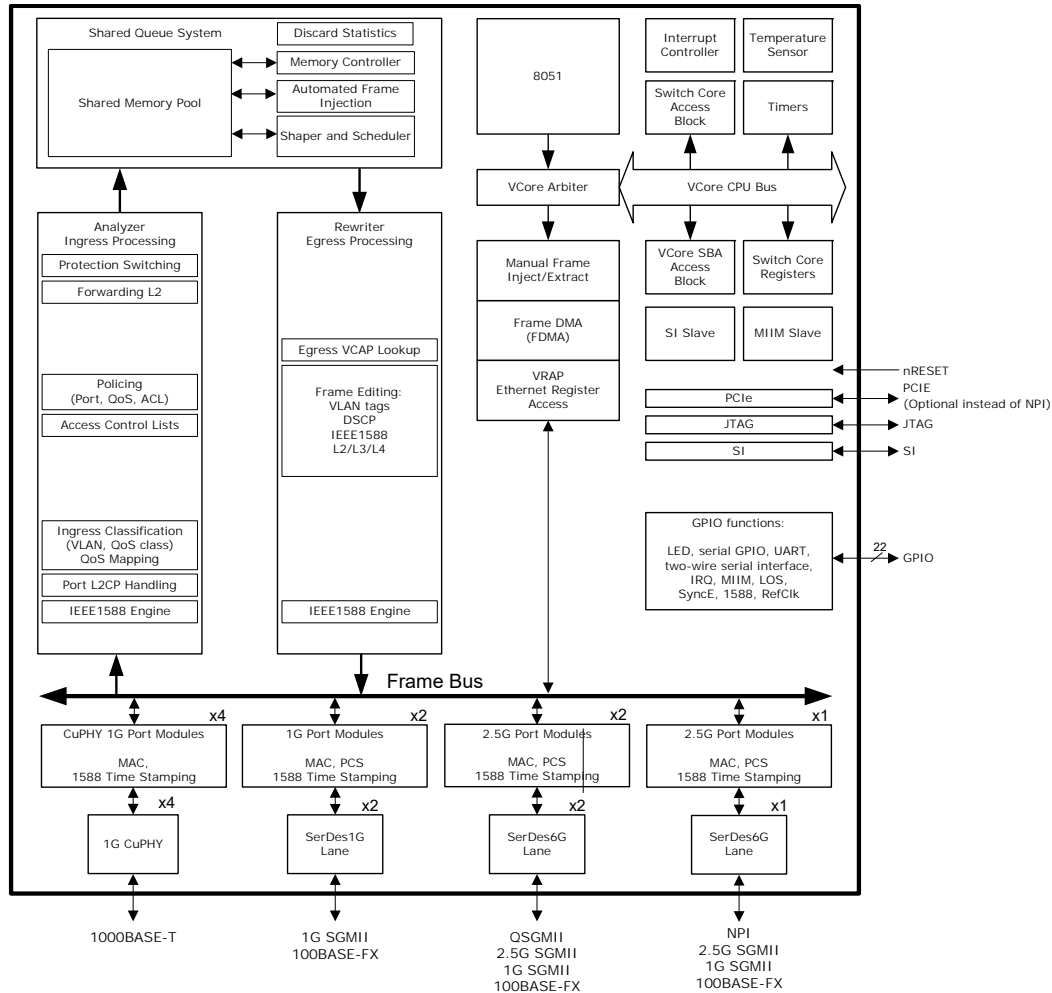 Shared Queue System
Discard Statistics
Memory Controller
Shared Memory Pool
Automated Frame
Injection
Shaper and Scheduler
8051
Interrupt
Controller
Temperature
Sensor
Switch Core
Access
Block
Timers
VCore Arbiter
VCore CPU Bus
Analyzer
Ingress Processing
Protection Switching
Forwarding L2
Policing
(Port, QoS, ACL)
Access Control Lists
Ingress Classification
(VLAN, QoS class)
QoS Mapping
Port L2CP Handling
IEEE1588 Engine
Rewriter
Egress Processing
Egress VCAP Lookup
Frame Editing:
VLAN tags
DSCP
IEEE1588
L2/L3/L4
IEEE1588 Engine
Manual Frame
Inject/Extract
Frame DMA
(FDMA)
VRAP
Ethernet Register
Access
VCore SBA
Access
Block
Switch Core
Registers
SI Slave
MIIM Slave
nRESET
PCIe
PCIE
(Optional instead of NPI)
JTAG
JTAG
SI
SI
GPIO functions:
LED, serial GPIO, UART,
two-wire serial interface,
IRQ, MIIM, LOS,
SyncE, 1588, RefClk
22
GPIO
Frame Bus
x4
x2
x2
x1
CuPHY 1G Port Modules
MAC,
1588 Time Stamping
1G Port Modules
MAC, PCS
1588 Time Stamping
2.5G Port Modules
MAC, PCS
1588 Time Stamping
2.5G Port Modules
MAC, PCS
1588 Time Stamping
x4
x2
x2
x1
1G CuPHY
SerDes1G
Lane
SerDes6G
Lane
SerDes6G
Lane
1000BASE-T
1G SGMII
100BASE-FX
QSGMII
2.5G SGMII
1G SGMII
100BASE-FX
NPI
2.5G SGMII
1G SGMII
100BASE-FX